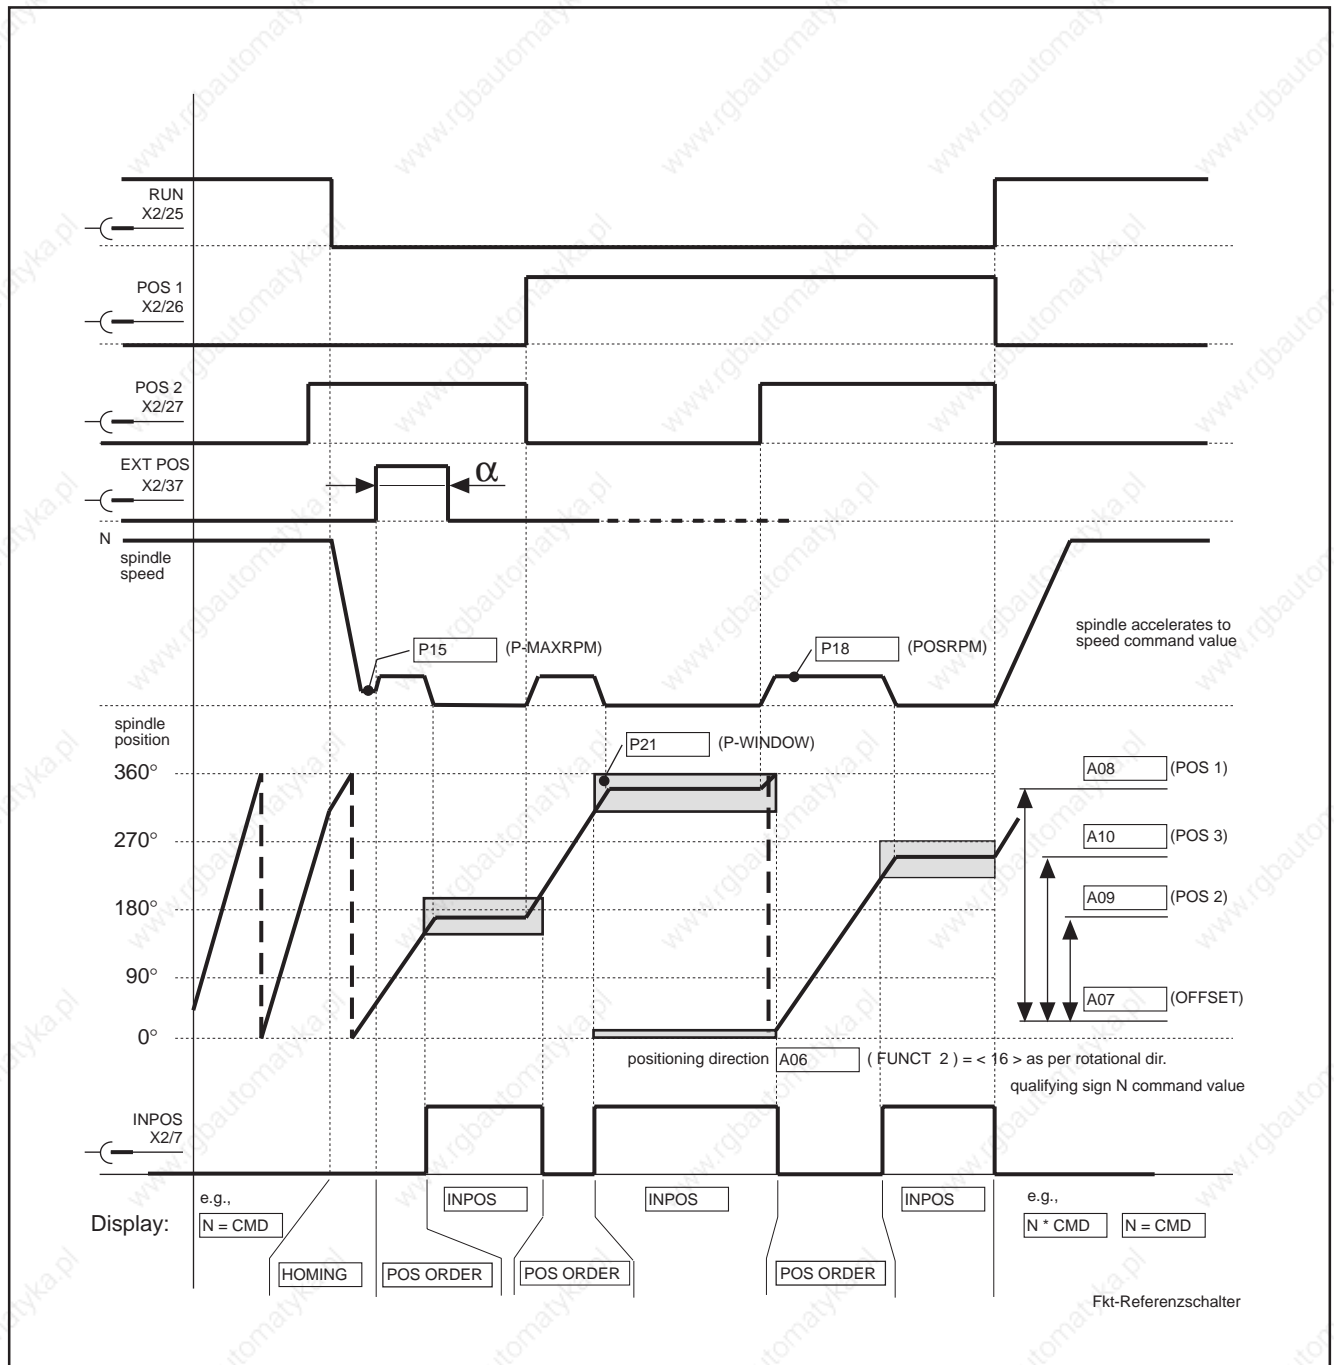 RUN
X2/25
POS 1
X2/26
POS 2
X2/27
EXT POS
X2/37
α
N
spindle
speed
P15 (P-MAXRPM)
P18 (POSRPM)
spindle accelerates to
speed command value
spindle
position
P21 (P-WINDOW)
360°
270°
180°
90°
0°
A08 (POS 1)
A10 (POS 3)
A09 (POS 2)
A07 (OFFSET)
positioning direction A06 ( FUNCT 2 ) = < 16 > as per rotational dir.
qualifying sign N command value
INPOS
X2/7
Display:
e.g.,
N = CMD
INPOS
INPOS
INPOS
e.g.,
N * CMD N = CMD
HOMING
POS ORDER
POS ORDER
POS ORDER
Fkt-Referenzschalter
www.rgbautomatyka.pl